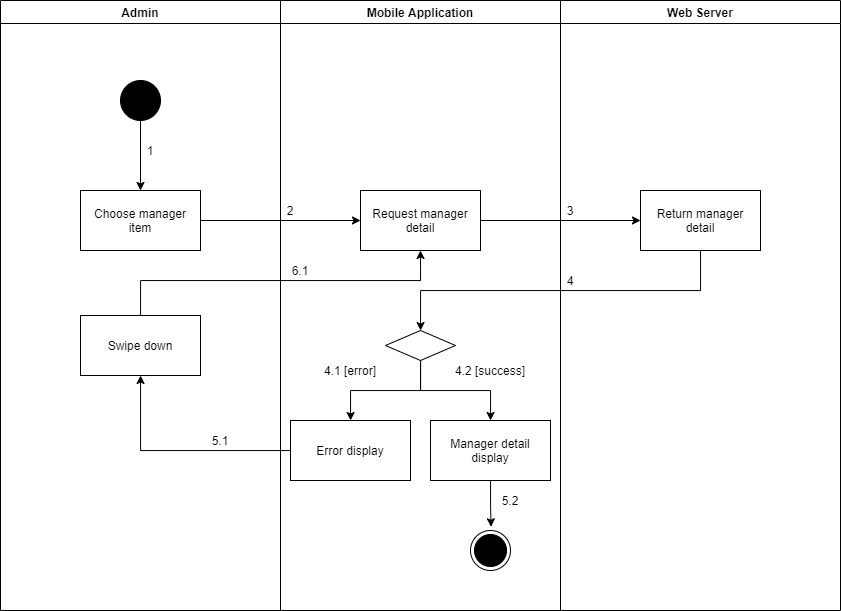 Admin
Mobile Application
Web Server
1
Choose manager
item
2
Request manager
detail
3
Return manager
detail
6.1
4
Swipe down
4.1 [error]
4.2 [success]
5.1
Error display
Manager detail
display
5.2